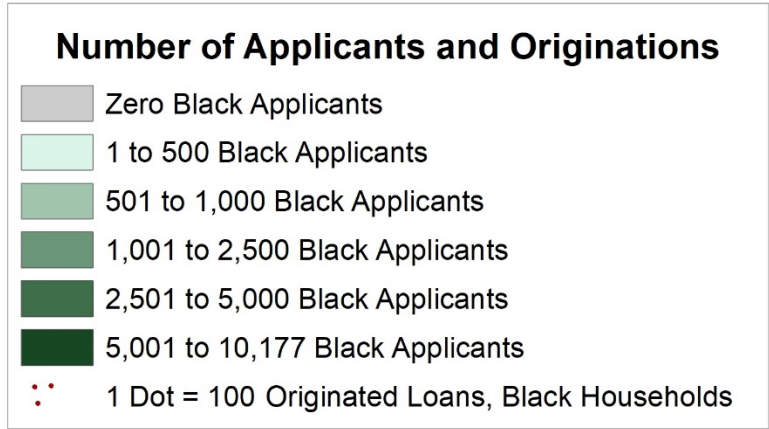 Number of Applicants and Originations
Zero Black Applicants
1 to 500 Black Applicants
501 to 1,000 Black Applicants
1,001 to 2,500 Black Applicants
2,501 to 5,000 Black Applicants
5,001 to 10,177 Black Applicants
1 Dot = 100 Originated Loans, Black Households